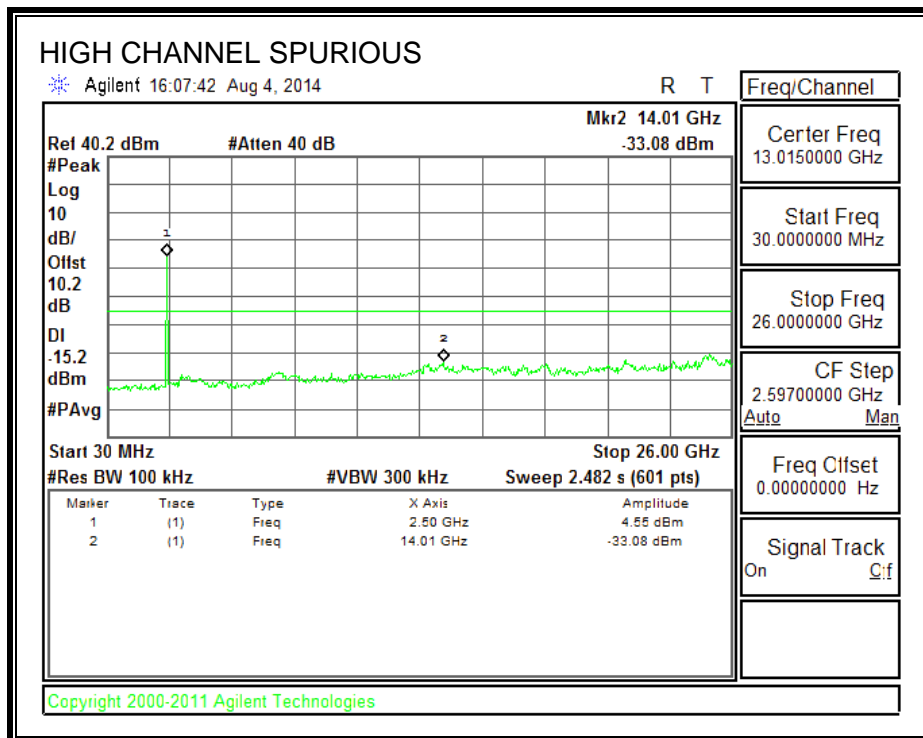 HIGH CHANNEL SPURIOUS
Agilent 16:07:42 Aug 4, 2014 R T
Mkr2 14.01 GHz
Ref 40.2 dBm #Atten 40 dB -33.08 dBm
#Peak
Log
10
dB/
Offst
10.2
dB
DI
-15.2
dBm
#PAvg
1
2
Start 30 MHz Stop 26.00 GHz
#Res BW 100 kHz #VBW 300 kHz Sweep 2.482 s (601 pts)
Marker Trace Type X Axis Amplitude
1 (1) Freq 2.50 GHz 4.55 dBm
2 (1) Freq 14.01 GHz -33.08 dBm
Copyright 2000-2011 Agilent Technologies
Freq/Channel
Center Freq
13.0150000 GHz
Start Freq
30.0000000 MHz
Stop Freq
26.0000000 GHz
CF Step
2.59700000 GHz
Auto Man
Freq Offset
0.00000000 Hz
Signal Track
On Off